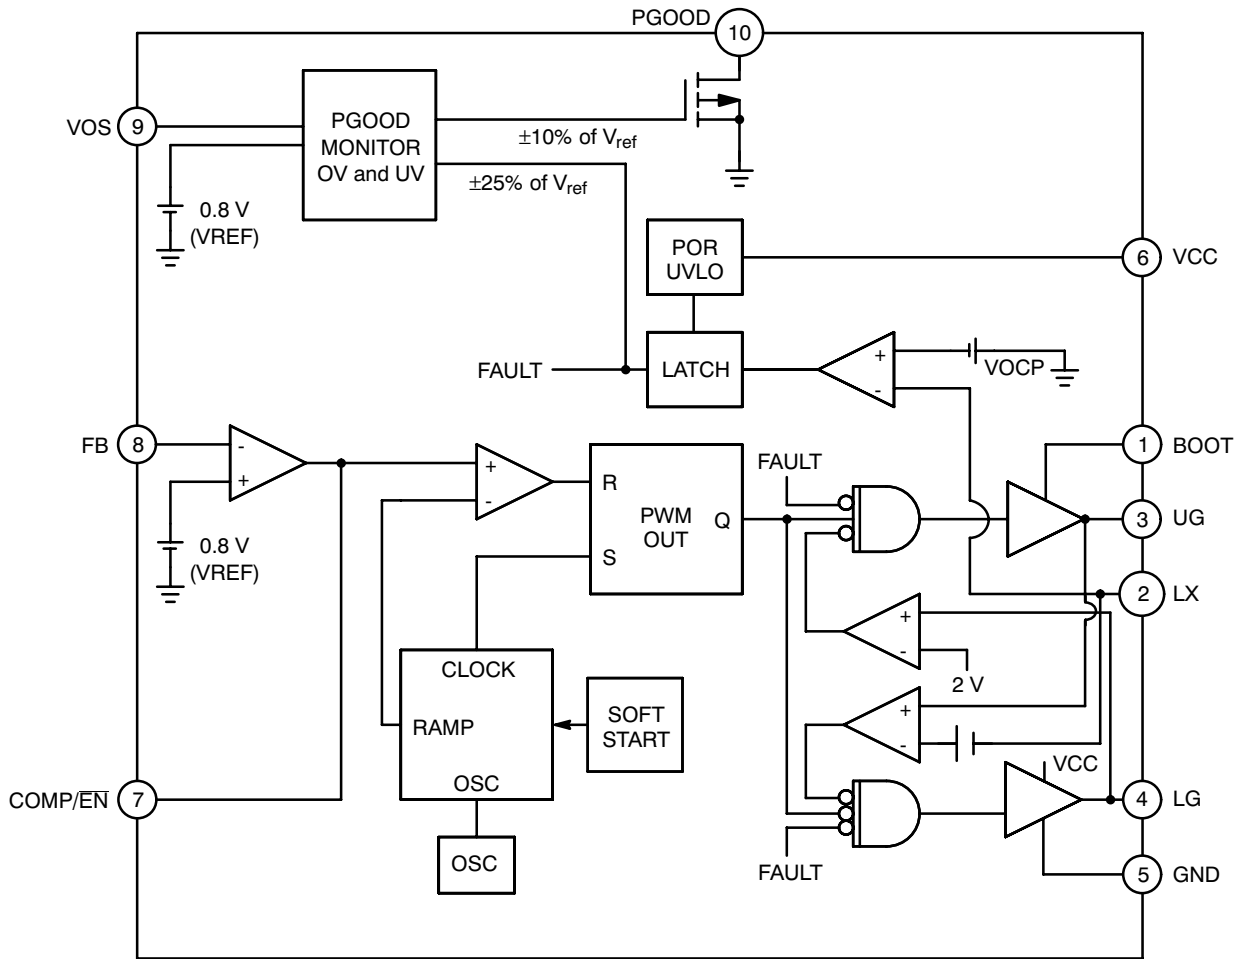 PGOOD
10
VOS
9
PGOOD
MONITOR
OV and UV
±10% of Vref
±25% of Vref
0.8 V
(VREF)
POR
UVLO
6
VCC
FAULT
LATCH
+
-
VOCP
FB
8
-
+
+
-
R
PWM
OUT
Q
S
FAULT
1
BOOT
3
UG
2
LX
0.8 V
(VREF)
+
-
2 V
CLOCK
RAMP
OSC
SOFT
START
+
-
VCC
COMP/EN
7
4
LG
OSC
FAULT
5
GND